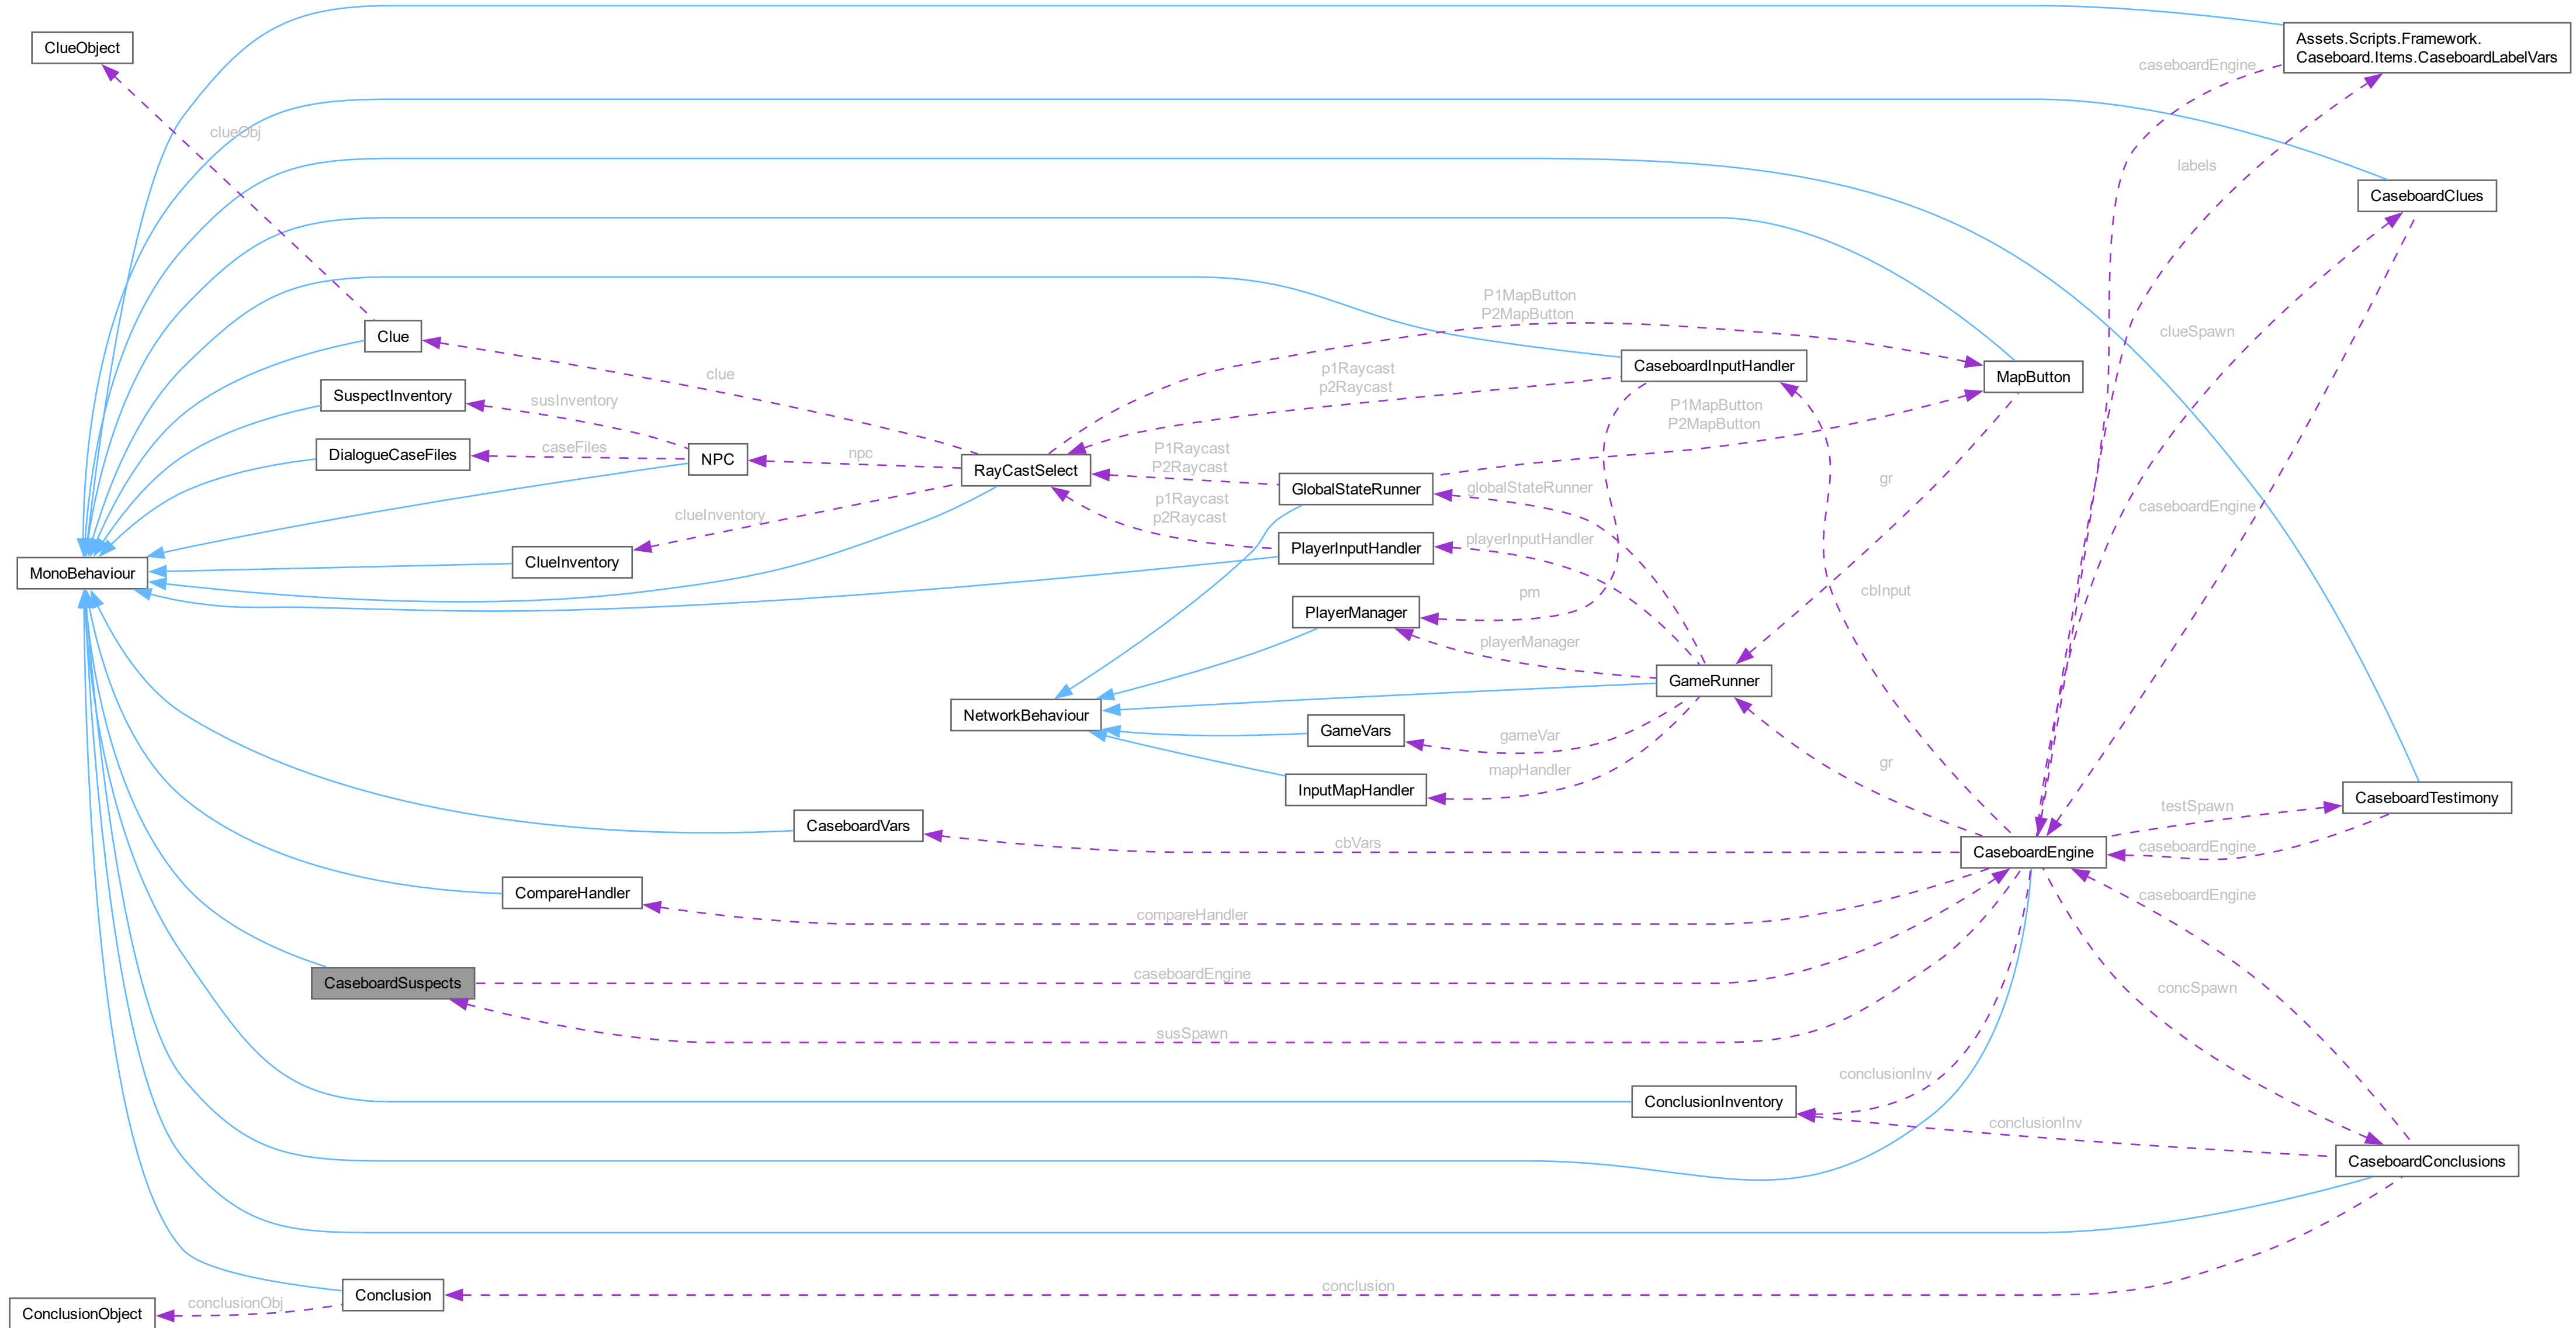 ClueObject
Assets.Scripts.Framework.
Caseboard.Items.CaseboardLabelVars
caseboardEngine
clueObj
labels
CaseboardClues
P1MapButton
P2MapButton
clueSpawn
Clue
CaseboardInputHandler
p1Raycast
p2Raycast
MapButton
clue
SuspectInventory
susInventory
P1MapButton
P2MapButton
DialogueCaseFiles
caseFiles
NPC
npc
RayCastSelect
P1Raycast
P2Raycast
GlobalStateRunner
globalStateRunner
gr
caseboardEngine
clueInventory
p1Raycast
p2Raycast
PlayerInputHandler
playerInputHandler
ClueInventory
MonoBehaviour
cbInput
pm
PlayerManager
playerManager
GameRunner
NetworkBehaviour
GameVars
gameVar
InputMapHandler
mapHandler
gr
CaseboardTestimony
testSpawn
CaseboardVars
cbVars
CaseboardEngine
caseboardEngine
CompareHandler
compareHandler
caseboardEngine
CaseboardSuspects
caseboardEngine
concSpawn
susSpawn
conclusionInv
ConclusionInventory
conclusionInv
CaseboardConclusions
Conclusion
conclusion
conclusionObj
ConclusionObject